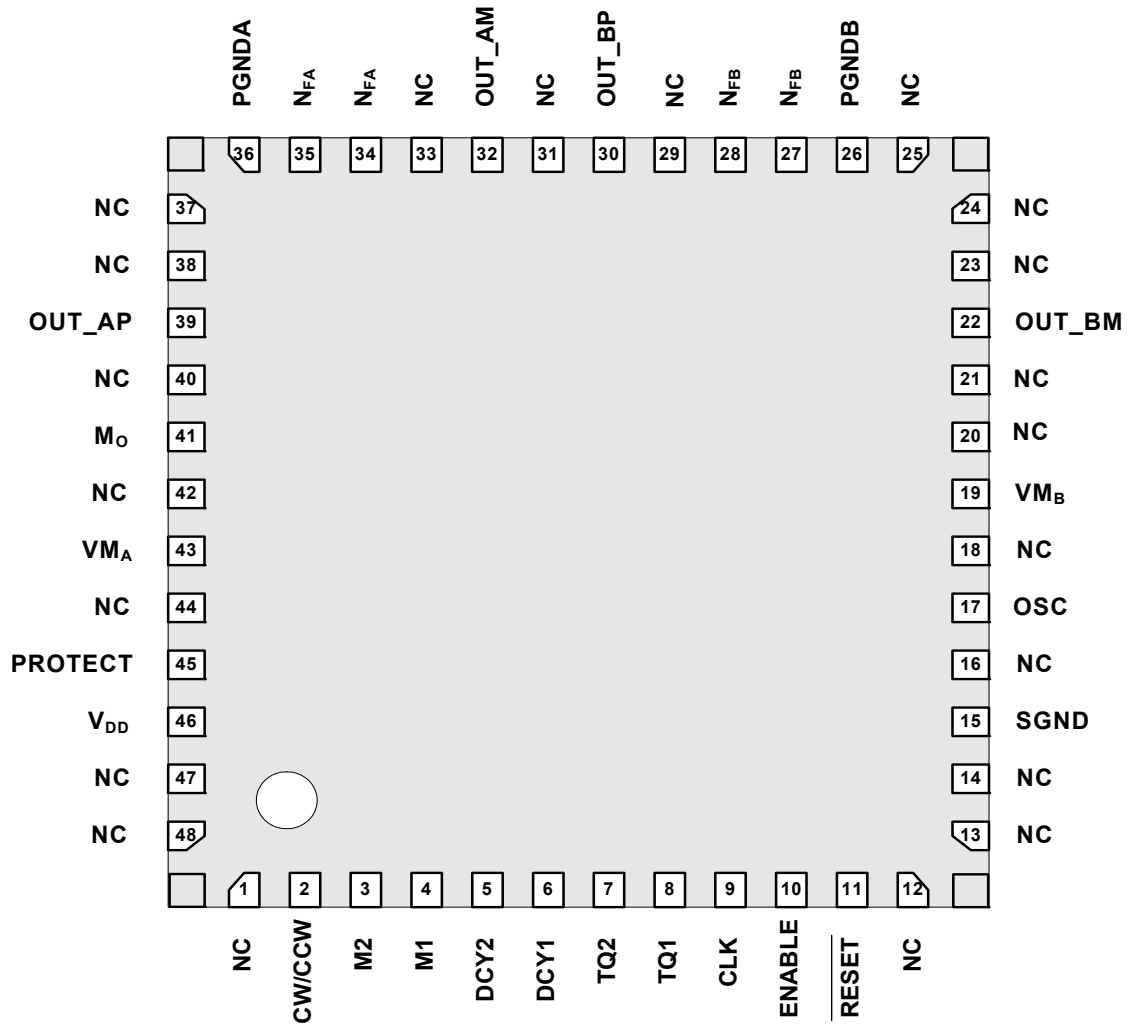 PGNDA
NFA
NFA
NC
OUT_AM
NC
OUT_BP
NC
NFB
NFB
PGNDB
NC
36 35 34 33 32 31 30 29 28 27 26 25
NC 37 24 NC
NC 38 23 NC
OUT_AP 39 22 OUT_BM
NC 40 21 NC
MO 41 20 NC
NC 42 19 VMB
VMA 43 18 NC
NC 44 17 OSC
PROTECT 45 16 NC
VDD 46 15 SGND
NC 47 14 NC
NC 48 13 NC
1 2 3 4 5 6 7 8 9 10 11 12
NC
CW/CCW
M2
M1
DCY2
DCY1
TQ2
TQ1
CLK
ENABLE
RESET
NC